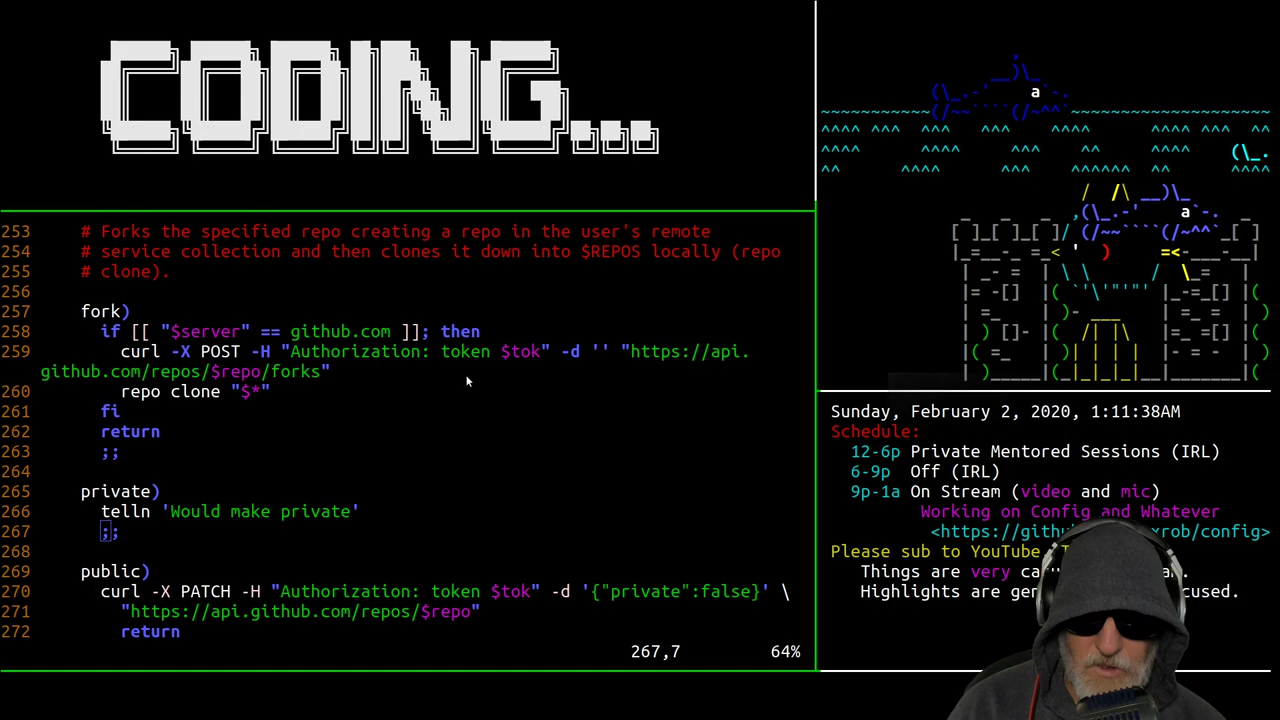 CODING...
253 # Forks the specified repo creating a repo in the user's remote
254 # service collection and then clones it down into $REPOS locally (repo
255 # clone).
256
257 fork)
258 if [[ "$server" == github.com ]]; then
259 curl -X POST -H "Authorization: token $tok" -d '' "https://api.
github.com/repos/$repo/forks"
260 repo clone "$*"
261 fi
262 return
263 ;;
264
265 private)
266 telln 'Would make private'
267 ;;
268
269 public)
270 curl -X PATCH -H "Authorization: token $tok" -d '{"private":false}' \
271 "https://api.github.com/repos/$repo"
272 return
267,7 64%
Sunday, February 2, 2020, 1:11:38AM
Schedule:
12-6p Private Mentored Sessions (IRL)
6-9p Off (IRL)
9p-1a On Stream (video and mic)
Working on Config and Whatever
<https://gith xrob/config>
Please sub to YouTube
Things are very
Highlights are